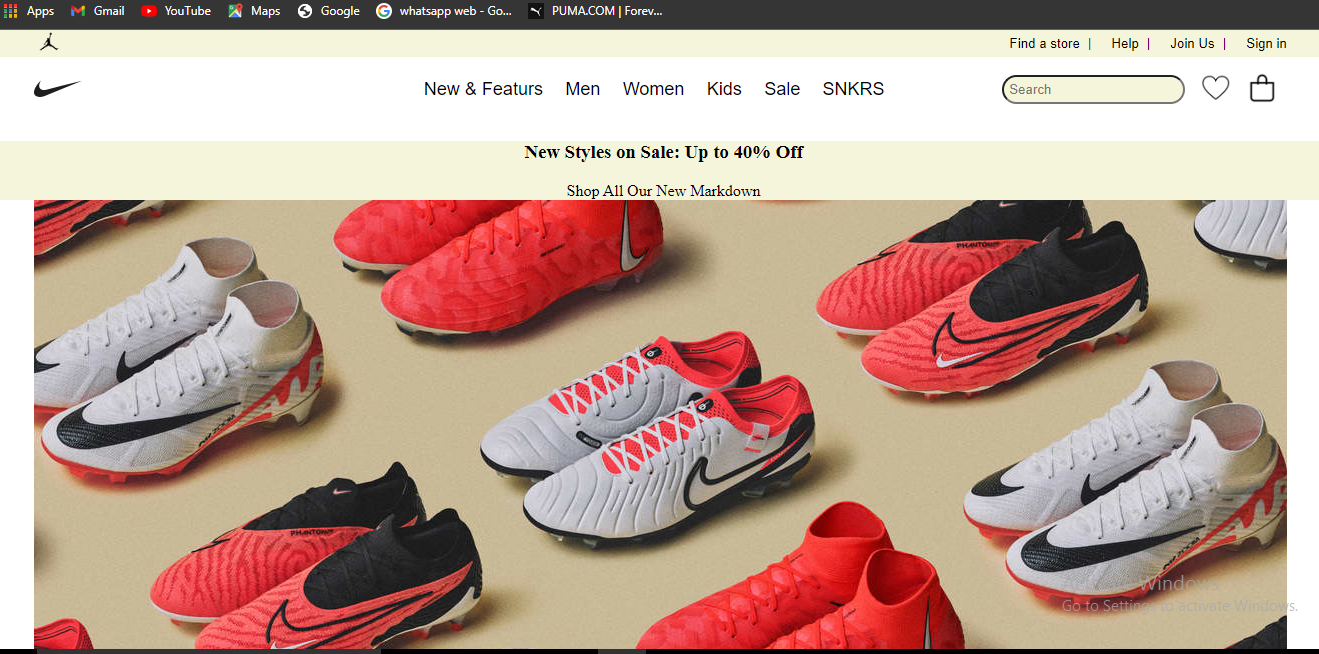 Apps Gmail YouTube Maps Google whatsapp web - Go... PUMA.COM | Forev...
Find a store | Help | Join Us | Sign in
New & Featurs Men Women Kids Sale SNKRS Search
New Styles on Sale: Up to 40% Off
Shop All Our New Markdown
PHANTOM
PHANTOM
Activate Windows
Go to Settings to activate Windows.